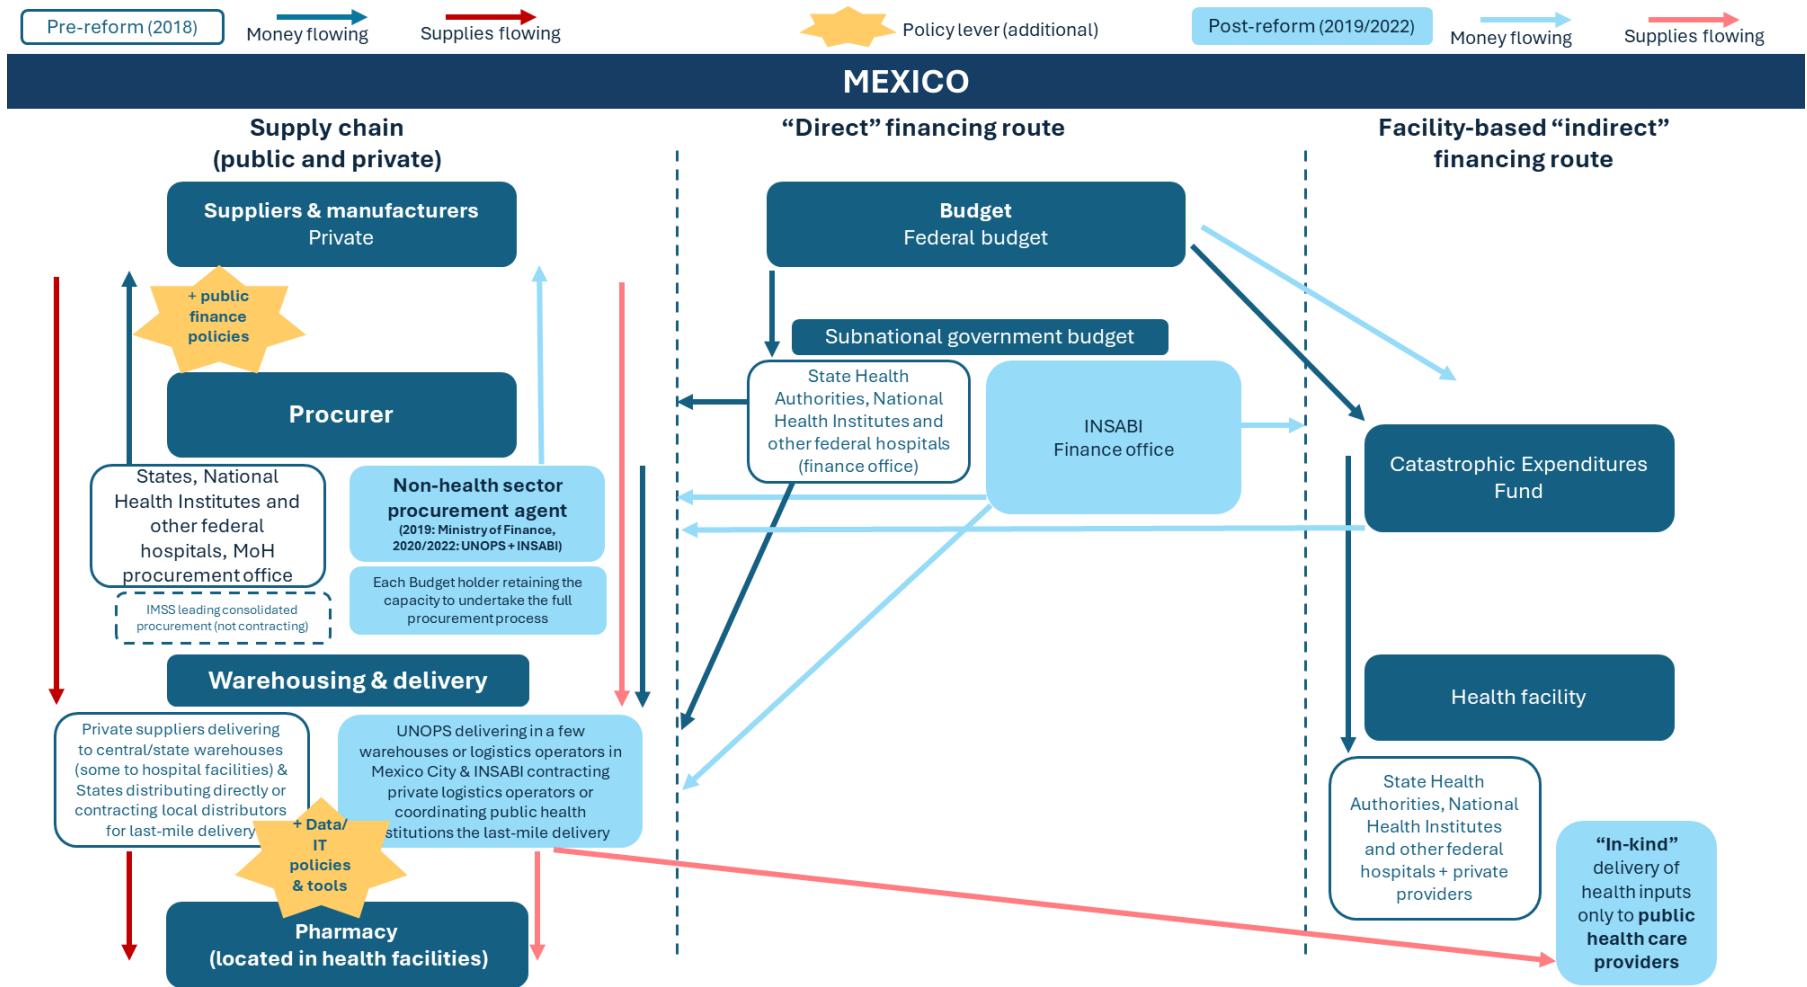 Pre-reform (2018)
Money flowing
Supplies flowing
Policy lever (additional)
Post-reform (2019/2022)
Money flowing
Supplies flowing
MEXICO
Supply chain
(public and private)
“Direct” financing route
Facility-based “indirect”
financing route
Suppliers & manufacturers
Private
Budget
Federal budget
+ public
finance
policies
Subnational government budget
Procurer
State Health
Authorities, National
Health Institutes and
other federal hospitals
(finance office)
INSABI
Finance office
Catastrophic Expenditures
Fund
States, National
Health Institutes and
other federal
hospitals, MoH
procurement office
Non-health sector
procurement agent
(2019: Ministry of Finance,
2020/2022: UNOPS + INSABI)
Each Budget holder retaining the
capacity to undertake the full
procurement process
IMSS leading consolidated
procurement (not contracting)
Warehousing & delivery
Health facility
Private suppliers delivering
to central/state warehouses
(some to hospital facilities) &
States distributing directly or
contracting local distributors
for last-mile delivery
UNOPS delivering in a few
warehouses or logistics operators in
Mexico City & INSABI contracting
private logistics operators or
coordinating public health
stitutions the last-mile delivery
+ Data/
IT
policies
& tools
State Health
Authorities, National
Health Institutes
and other federal
hospitals + private
providers
“In-kind”
delivery of
health inputs
only to public
health care
providers
Pharmacy
(located in health facilities)